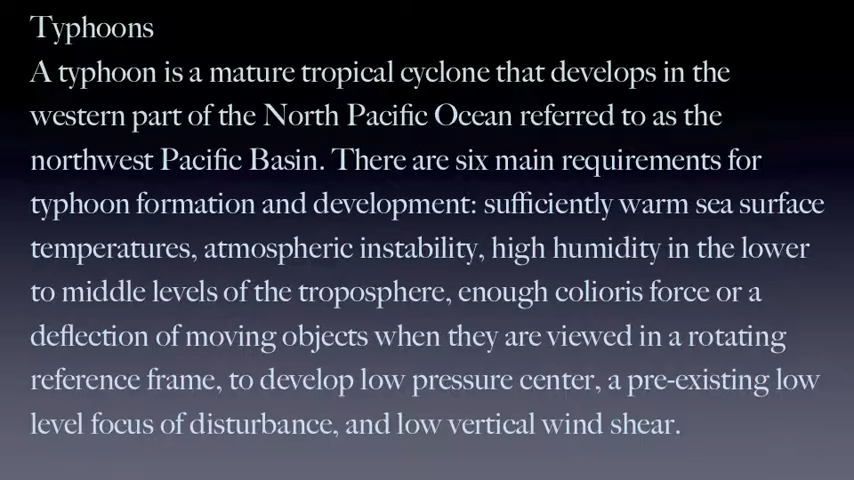 Typhoons
A typhoon is a mature tropical cyclone that develops in the
western part of the North Pacific Ocean referred to as the
northwest Pacific Basin. There are six main requirements for
typhoon formation and development: sufficiently warm sea surface
temperatures, atmospheric instability, high humidity in the lower
to middle levels of the troposphere, enough colioris force or a
deflection of moving objects when they are viewed in a rotating
reference frame, to develop low pressure center, a pre-existing low
level focus of disturbance, and low vertical wind shear.